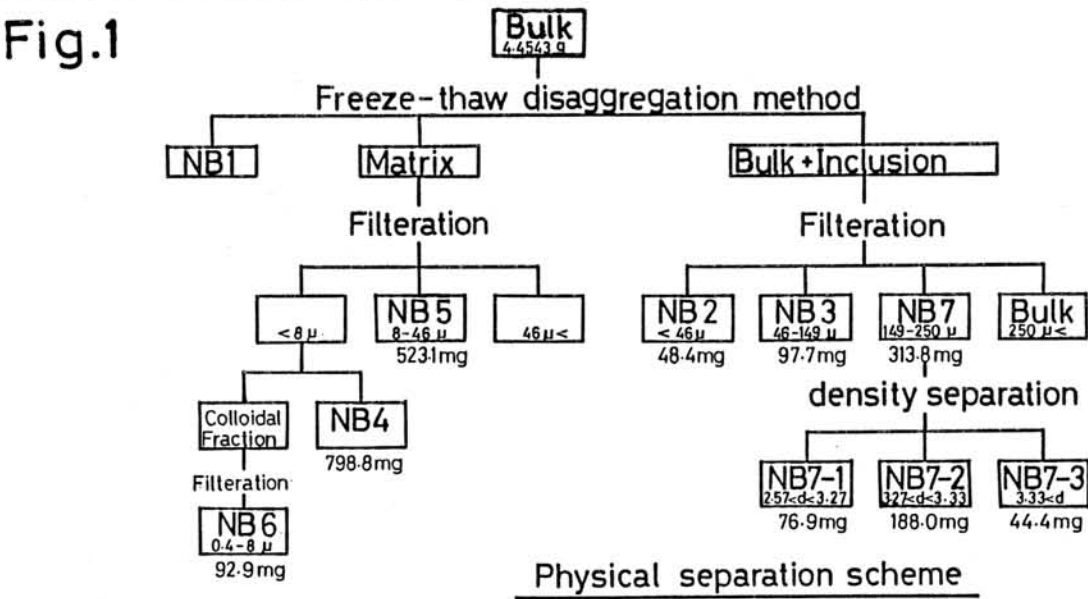 Fig.1
Bulk
4.4543 g
Freeze-thaw disaggregation method
NB1
Matrix
Bulk+Inclusion
Filteration
Filteration
<8 μ
NB5
8-46 μ
523.1mg
46μ<
NB2
<46μ
48.4mg
NB3
46-149 μ
97.7mg
NB7
149-250 μ
313.8mg
Bulk
250 μ<
density separation
Colloidal
Fraction
NB4
798.8mg
Filteration
NB6
0.4-8 μ
92.9mg
NB7-1
2.57<d<3.27
76.9mg
NB7-2
3.27<d<3.33
188.0mg
NB7-3
3.33<d
44.4mg
Physical separation scheme